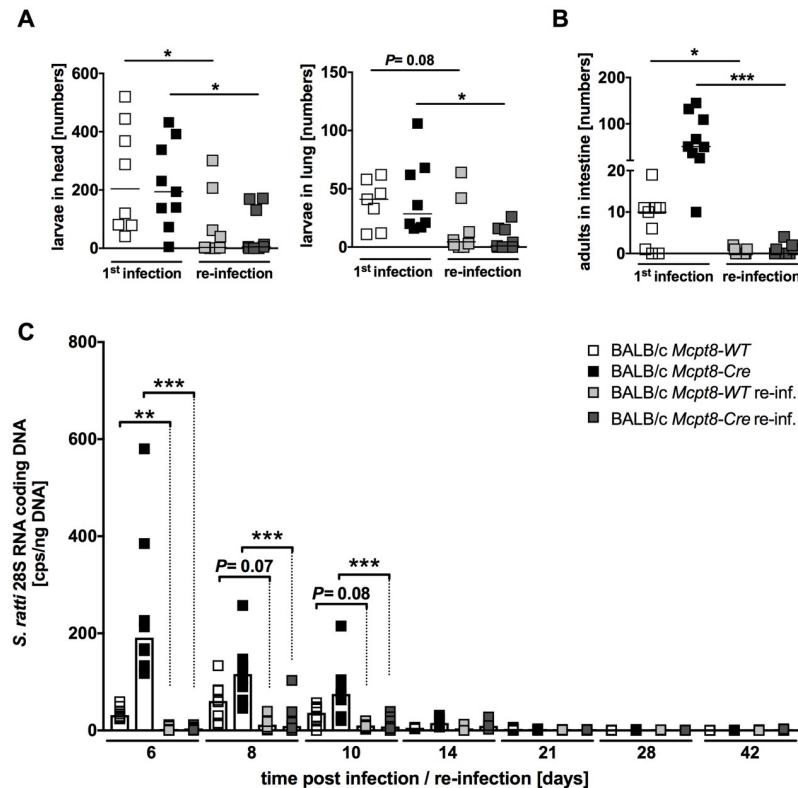 A
B
*
*
larvae in head [numbers]
600
400
200
0
1st infection
re-infection
P= 0.08
*
larvae in lung [numbers]
150
100
50
0
1st infection
re-infection
*
***
adults in intestine [numbers]
200
100
20
10
0
1st infection
re-infection
C
BALB/c Mcpt8-WT
BALB/c Mcpt8-Cre
BALB/c Mcpt8-WT re-inf.
BALB/c Mcpt8-Cre re-inf.
S. ratti 28S RNA coding DNA
[cps/ng DNA]
800
600
400
200
0
***
**
***
P= 0.07
***
P= 0.08
6
8
10
14
21
28
42
time post infection / re-infection [days]